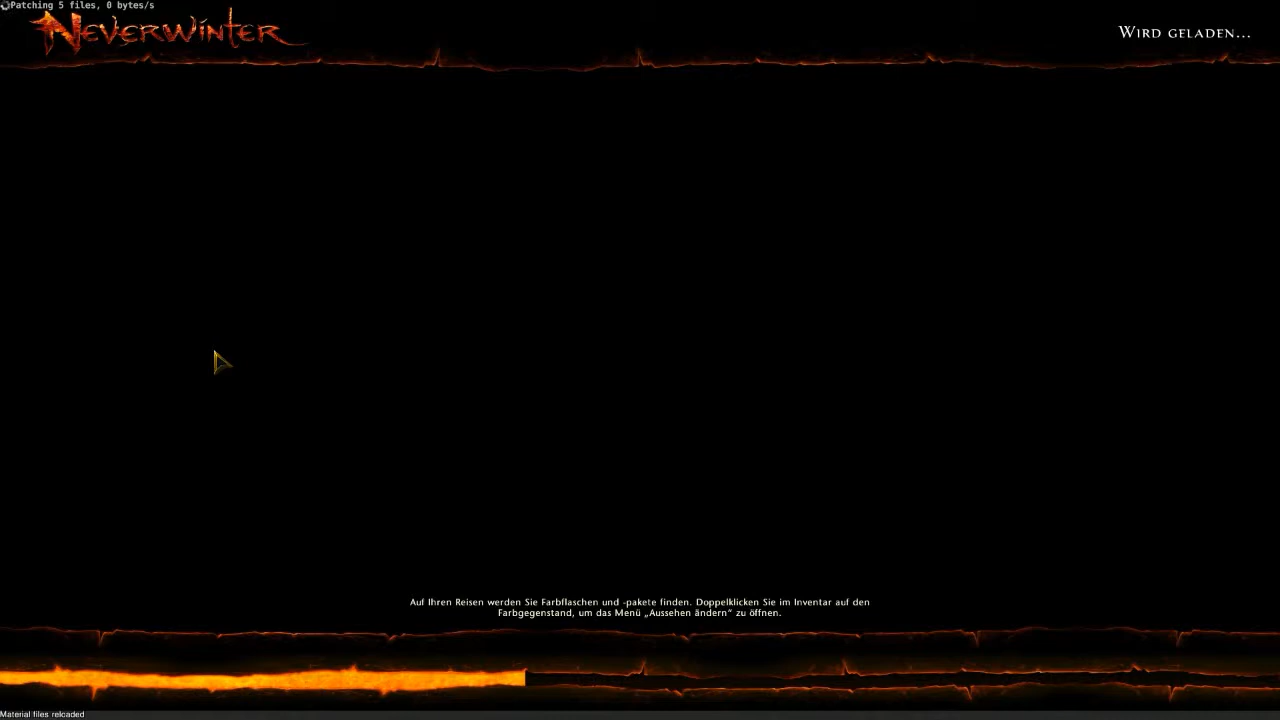 Patching 5 files, 0 bytes/s
NEVERWINTER
WIRD GELADEN...
Auf Ihren Reisen werden Sie Farbflaschen und -pakete finden. Doppelklicken Sie im Inventar auf den
Farbgegenstand, um das Menü „Aussehen ändern“ zu öffnen.
Material files reloaded